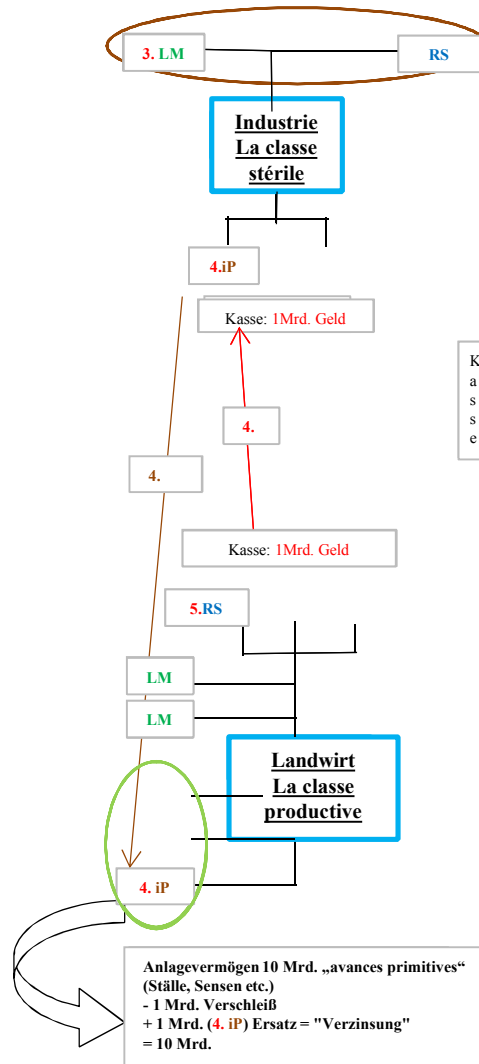 3. LM
RS
Industrie
La classe
stérile
4.iP
Kasse: 1Mrd. Geld
K
a
s
s
e
4.
4.
Kasse: 1Mrd. Geld
5.RS
LM
LM
Landwirt
La classe
productive
4. iP
Anlagevermögen 10 Mrd. „avances primitives“
(Ställe, Sensen etc.)
- 1 Mrd. Verschleiß
+ 1 Mrd. (4. iP) Ersatz = "Verzinsung"
= 10 Mrd.